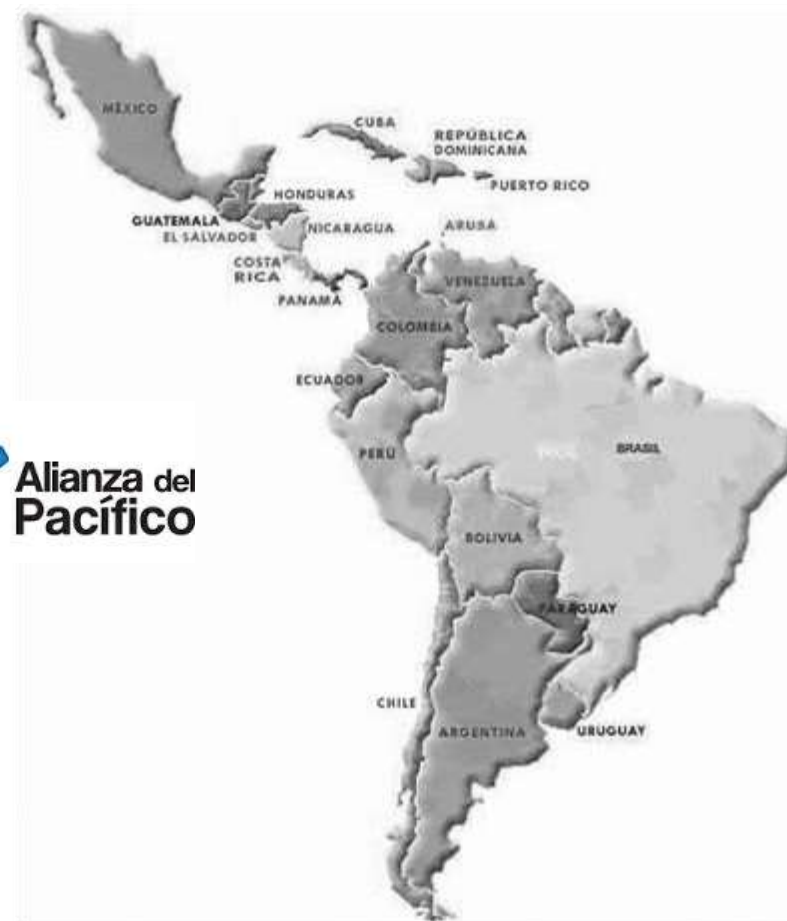 MÉXICO
CUBA
REPÚBLICA
DOMINICANA
PUERTO RICO
HONDURAS
GUATEMALA
EL SALVADOR
NICARAGUA
ARUBA
COSTA
RICA
PANAMÁ
VENEZUELA
COLOMBIA
ECUADOR
PERÚ
BRASIL
Alianza del
Pacífico
BOLIVIA
PARAGUAY
CHILE
ARGENTINA
URUGUAY